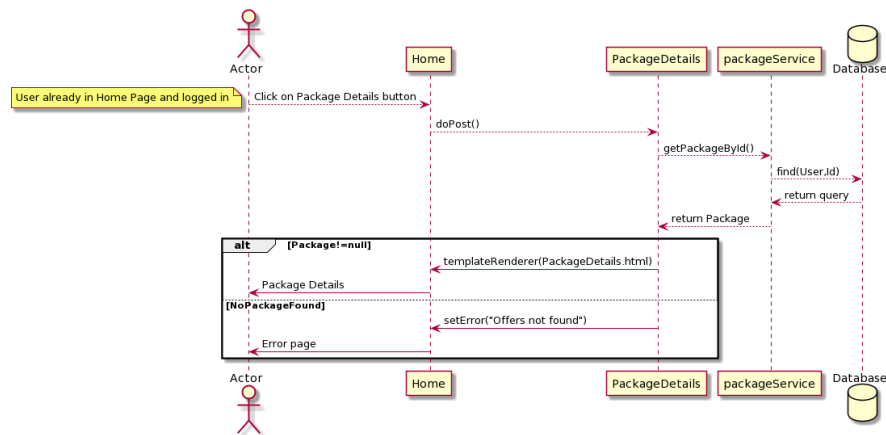 Actor
Home
PackageDetails
packageService
Database
User already in Home Page and logged in
Click on Package Details button
doPost()
getPackageById()
find(User,Id)
return query
return Package
alt
[Package!=null]
templateRenderer(PackageDetails.html)
Package Details
[NoPackageFound]
setError("Offers not found")
Error page
Actor
Home
PackageDetails
packageService
Database